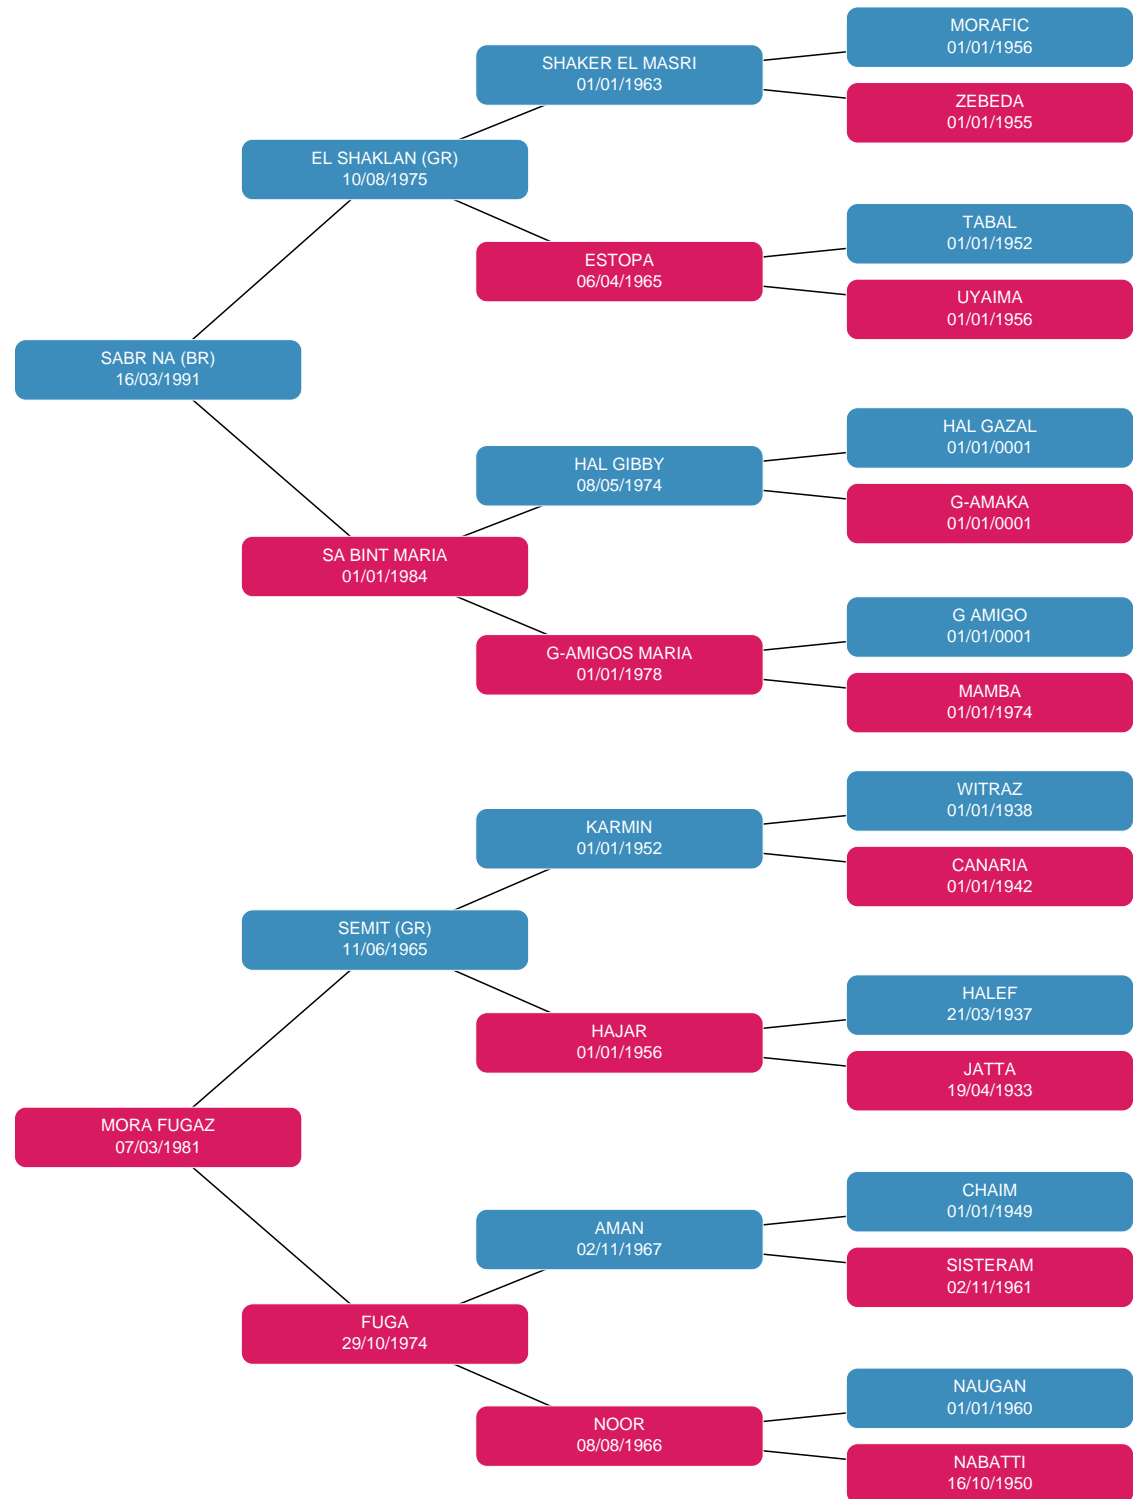 MORAFIC
01/01/1956
SHAKER EL MASRI
01/01/1963
ZEBEDA
01/01/1955
EL SHAKLAN (GR)
10/08/1975
TABAL
01/01/1952
ESTOPA
06/04/1965
UYAIMA
01/01/1956
SABR NA (BR)
16/03/1991
HAL GAZAL
01/01/0001
HAL GIBBY
08/05/1974
G-AMAKA
01/01/0001
SA BINT MARIA
01/01/1984
G AMIGO
01/01/0001
G-AMIGOS MARIA
01/01/1978
MAMBA
01/01/1974
WITRAZ
01/01/1938
KARMIN
01/01/1952
CANARIA
01/01/1942
SEMIT (GR)
11/06/1965
HALEF
21/03/1937
HAJAR
01/01/1956
JATTA
19/04/1933
MORA FUGAZ
07/03/1981
CHAIM
01/01/1949
AMAN
02/11/1967
SISTERAM
02/11/1961
FUGA
29/10/1974
NAUGAN
01/01/1960
NOOR
08/08/1966
NABATTI
16/10/1950